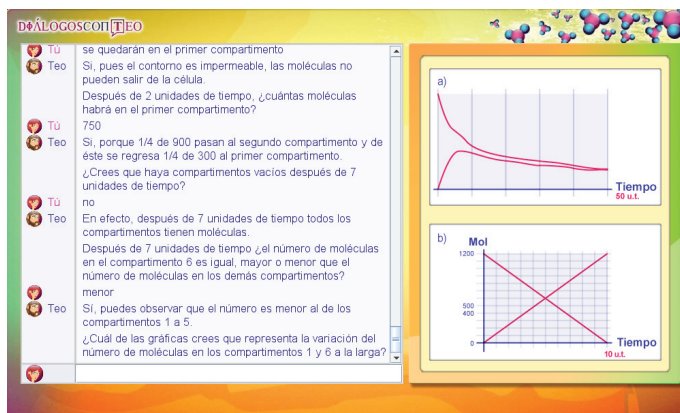 DIÁLOGOSCON TEO
Tú se quedarán en el primer compartimento
Teo Si, pues el contorno es impermeable, las moléculas no
pueden salir de la célula.
Después de 2 unidades de tiempo, ¿cuántas moléculas
habrá en el primer compartimento?
Tú 750
Teo Si, porque 1/4 de 900 pasan al segundo compartimento y de
éste se regresa 1/4 de 300 al primer compartimento.
¿Crees que haya compartimentos vacíos después de 7
unidades de tiempo?
Tú no
Teo En efecto, después de 7 unidades de tiempo todos los
compartimentos tienen moléculas.
Después de 7 unidades de tiempo ¿el número de moléculas
en el compartimento 6 es igual, mayor o menor que el
número de moléculas en los demás compartimentos?
menor
Teo Sí, puedes observar que el número es menor al de los
compartimentos 1 a 5.
¿Cuál de las gráficas crees que representa la variación del
número de moléculas en los compartimentos 1 y 6 a la larga?
a)
Tiempo
50 u.t.
b)
Mol
1200
500
400
0
Tiempo
10 u.t.